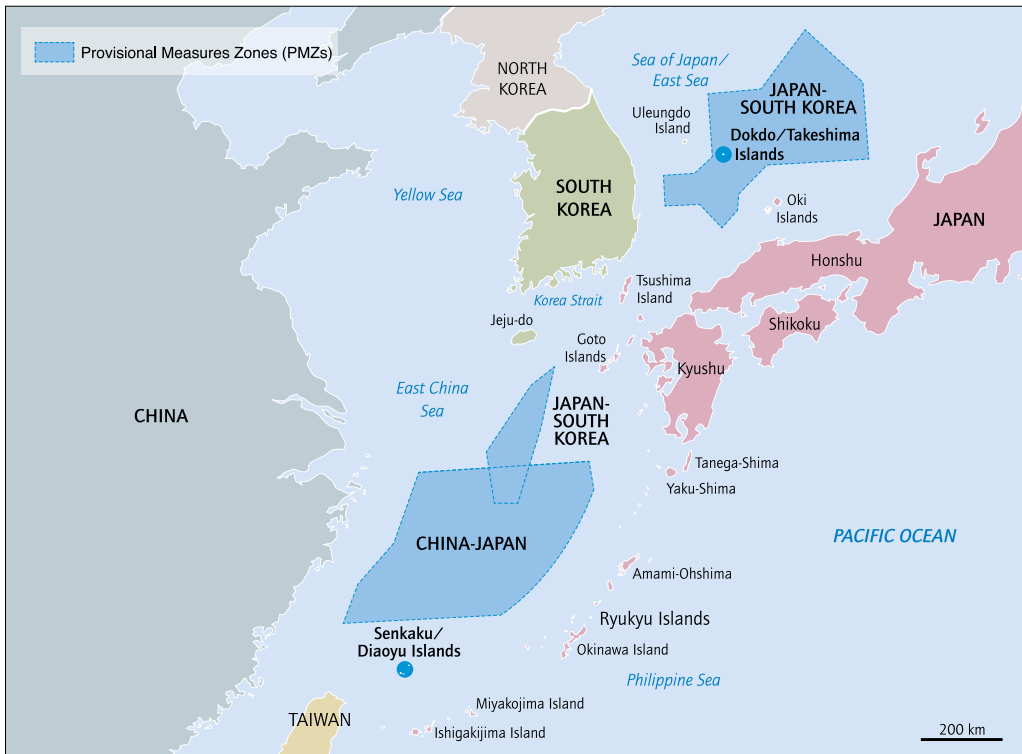 Provisional Measures Zones (PMZs)
NORTH
KOREA
Sea of Japan/
East Sea
JAPAN-
SOUTH KOREA
Uleungdo
Island
Dokdo/Takeshima
Islands
Yellow Sea
SOUTH
KOREA
Oki
Islands
JAPAN
Honshu
Tsushima
Island
Korea Strait
Jeju-do
Shikoku
Goto
Islands
Kyushu
East China
Sea
JAPAN-
SOUTH
KOREA
CHINA
Tanega-Shima
Yaku-Shima
CHINA-JAPAN
PACIFIC OCEAN
Amami-Ohshima
Ryukyu Islands
Senkaku/
Diaoyu Islands
Okinawa Island
Philippine Sea
Miyakojima Island
TAIWAN
Ishigakijima Island
200 km